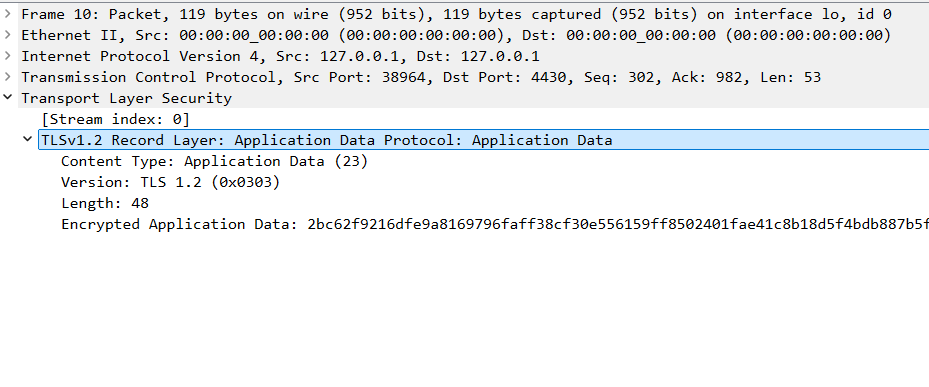 Frame 10: Packet, 119 bytes on wire (952 bits), 119 bytes captured (952 bits) on interface lo, id 0
Ethernet II, Src: 00:00:00_00:00:00 (00:00:00:00:00:00), Dst: 00:00:00_00:00:00 (00:00:00:00:00:00)
Internet Protocol Version 4, Src: 127.0.0.1, Dst: 127.0.0.1
Transmission Control Protocol, Src Port: 38964, Dst Port: 4430, Seq: 302, Ack: 982, Len: 53
Transport Layer Security
[Stream index: 0]
TLSv1.2 Record Layer: Application Data Protocol: Application Data
Content Type: Application Data (23)
Version: TLS 1.2 (0x0303)
Length: 48
Encrypted Application Data: 2bc62f9216dfe9a8169796faff38cf30e556159ff8502401fae41c8b18d5f4bdb887b5f